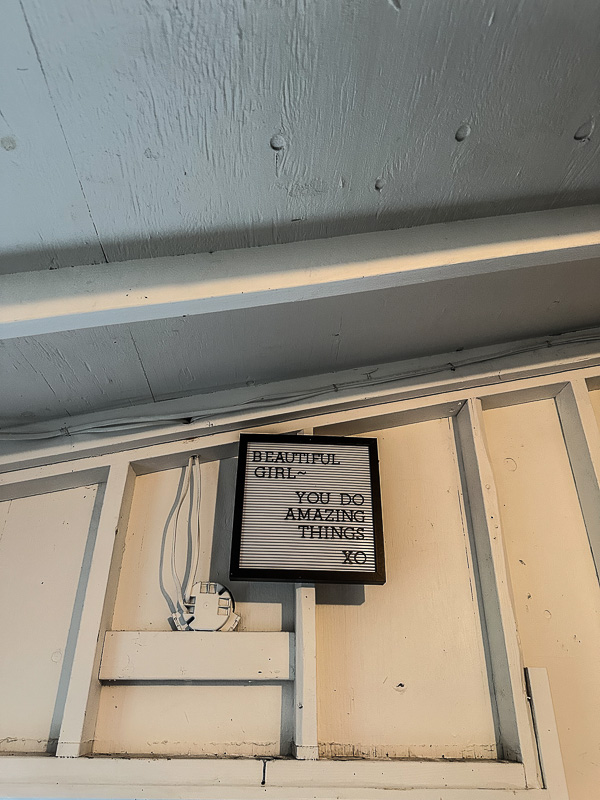 BEAUTIFUL
GIRL~
YOU DO
AMAZING
THINGS
XO